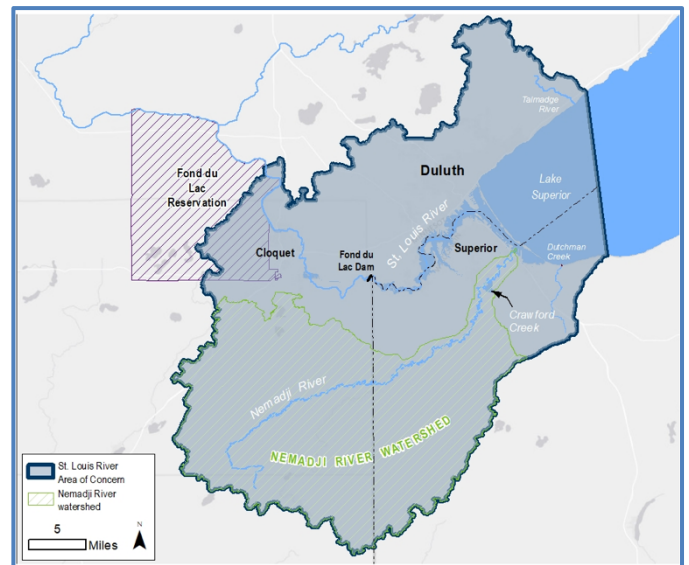 Talmadge
River
Fond du
Lac
Reservation
Duluth
Lake
Superior
St. Louis River
Cloquet
Fond du
Lac Dam
Superior
Dutchman
Creek
Crawford
Creek
Nemadji River
NEMADJI RIVER WATERSHED
St. Louis River
Area of Concern
Nemadji River
watershed
5
Miles
N